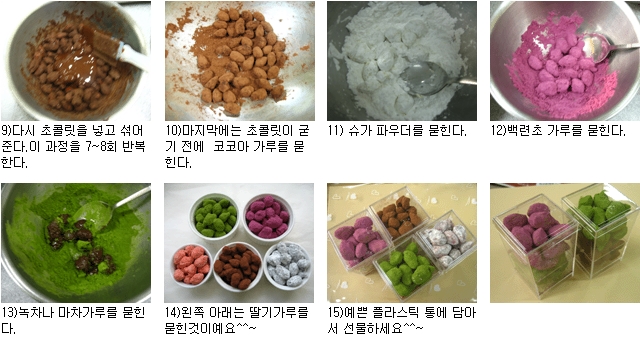 9)다시 초콜릿을 넣고 섞어
준다.이 과정을 7~8회 반복
한다.
10)마지막에는 초콜릿이 굳
기 전에 코코아 가루를 묻
힌다.
11) 슈가 파우더를 묻힌다.
12)백련초 가루를 묻힌다.
13)녹차나 마차가루를 묻힌
다.
14)왼쪽 아래는 딸기가루를
묻힌것이예요^^~
15)예쁜 플라스틱 통에 담아
서 선물하세요^^~